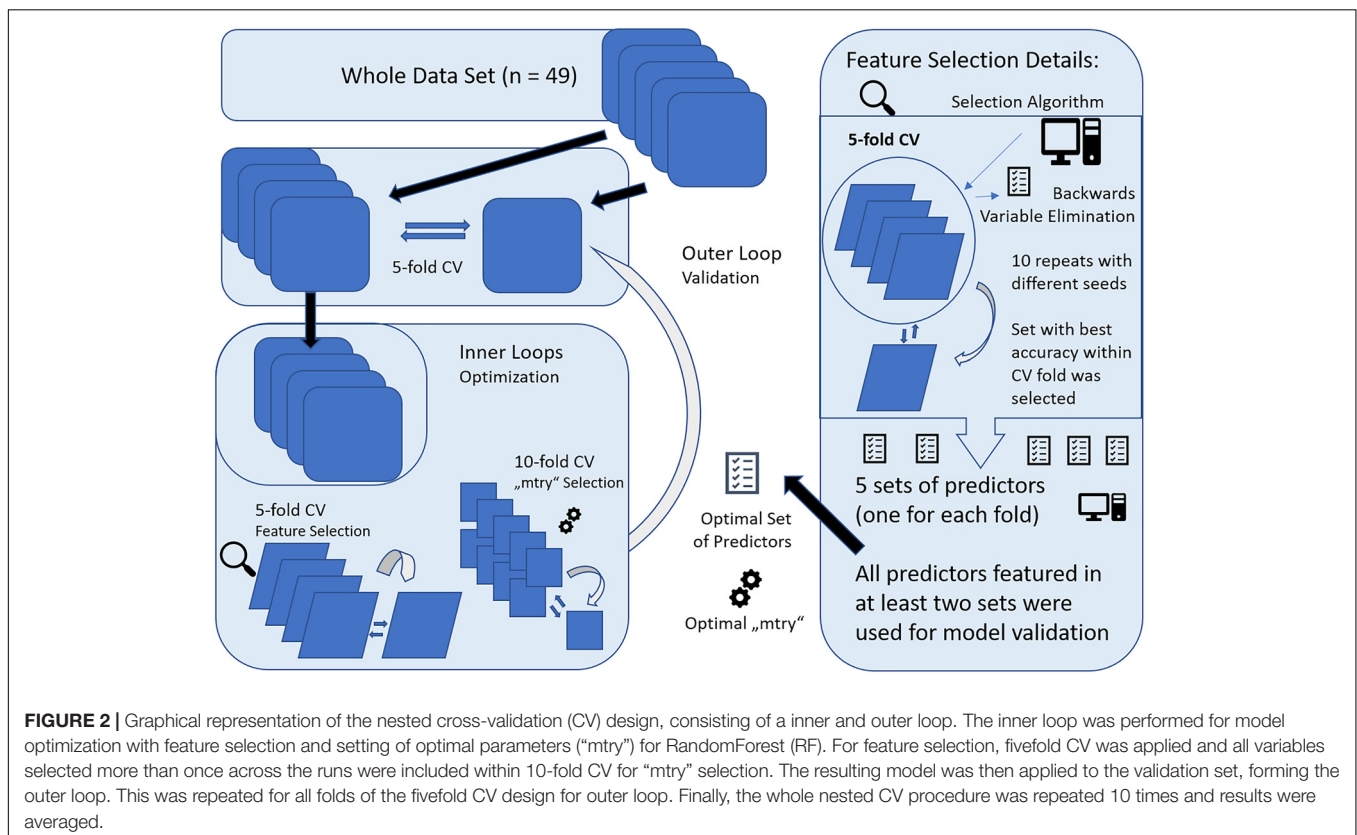 Whole Data Set (n = 49)
5-fold CV
Outer Loop
Validation
Inner Loops
Optimization
5-fold CV
Feature Selection
10-fold CV
„mtry“ Selection
Optimal Set
of Predictors
Optimal „mtry“
Feature Selection Details:
Selection Algorithm
5-fold CV
Backwards
Variable Elimination
10 repeats with
different seeds
Set with best
accuracy within
CV fold was
selected
5 sets of predictors
(one for each fold)
All predictors featured in
at least two sets were
used for model validation
FIGURE 2 | Graphical representation of the nested cross-validation (CV) design, consisting of a inner and outer loop. The inner loop was performed for model
optimization with feature selection and setting of optimal parameters (“mtry”) for RandomForest (RF). For feature selection, fivefold CV was applied and all variables
selected more than once across the runs were included within 10-fold CV for “mtry” selection. The resulting model was then applied to the validation set, forming the
outer loop. This was repeated for all folds of the fivefold CV design for outer loop. Finally, the whole nested CV procedure was repeated 10 times and results were
averaged.